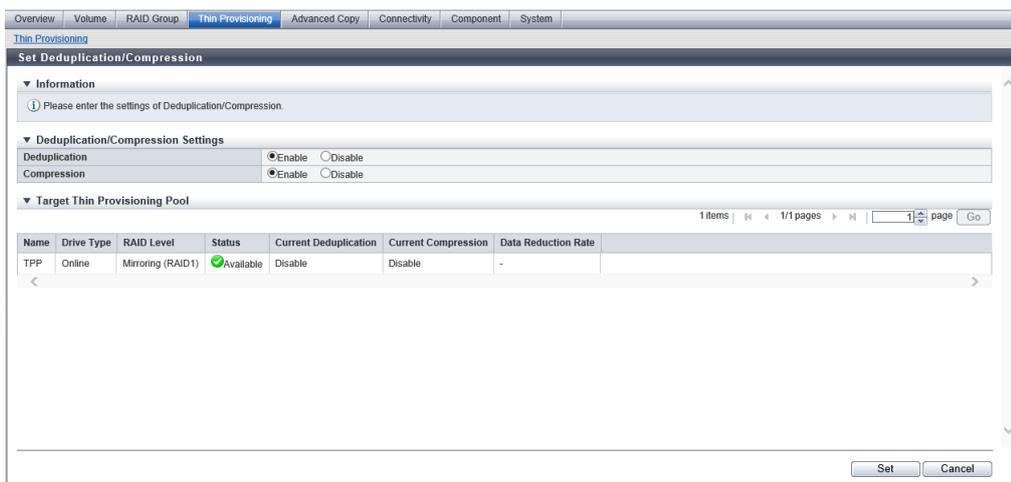 Overview Volume RAID Group Thin Provisioning Advanced Copy Connectivity Component System
Thin Provisioning
Set Deduplication/Compression
Information
Please enter the settings of Deduplication/Compression.
Deduplication/Compression Settings
Deduplication Enable Disable
Compression Enable Disable
Target Thin Provisioning Pool
1 items 1/1 pages 1 page Go
Name Drive Type RAID Level Status Current Deduplication Current Compression Data Reduction Rate
TPP Online Mirroring (RAID1) Available Disable Disable -
Set Cancel